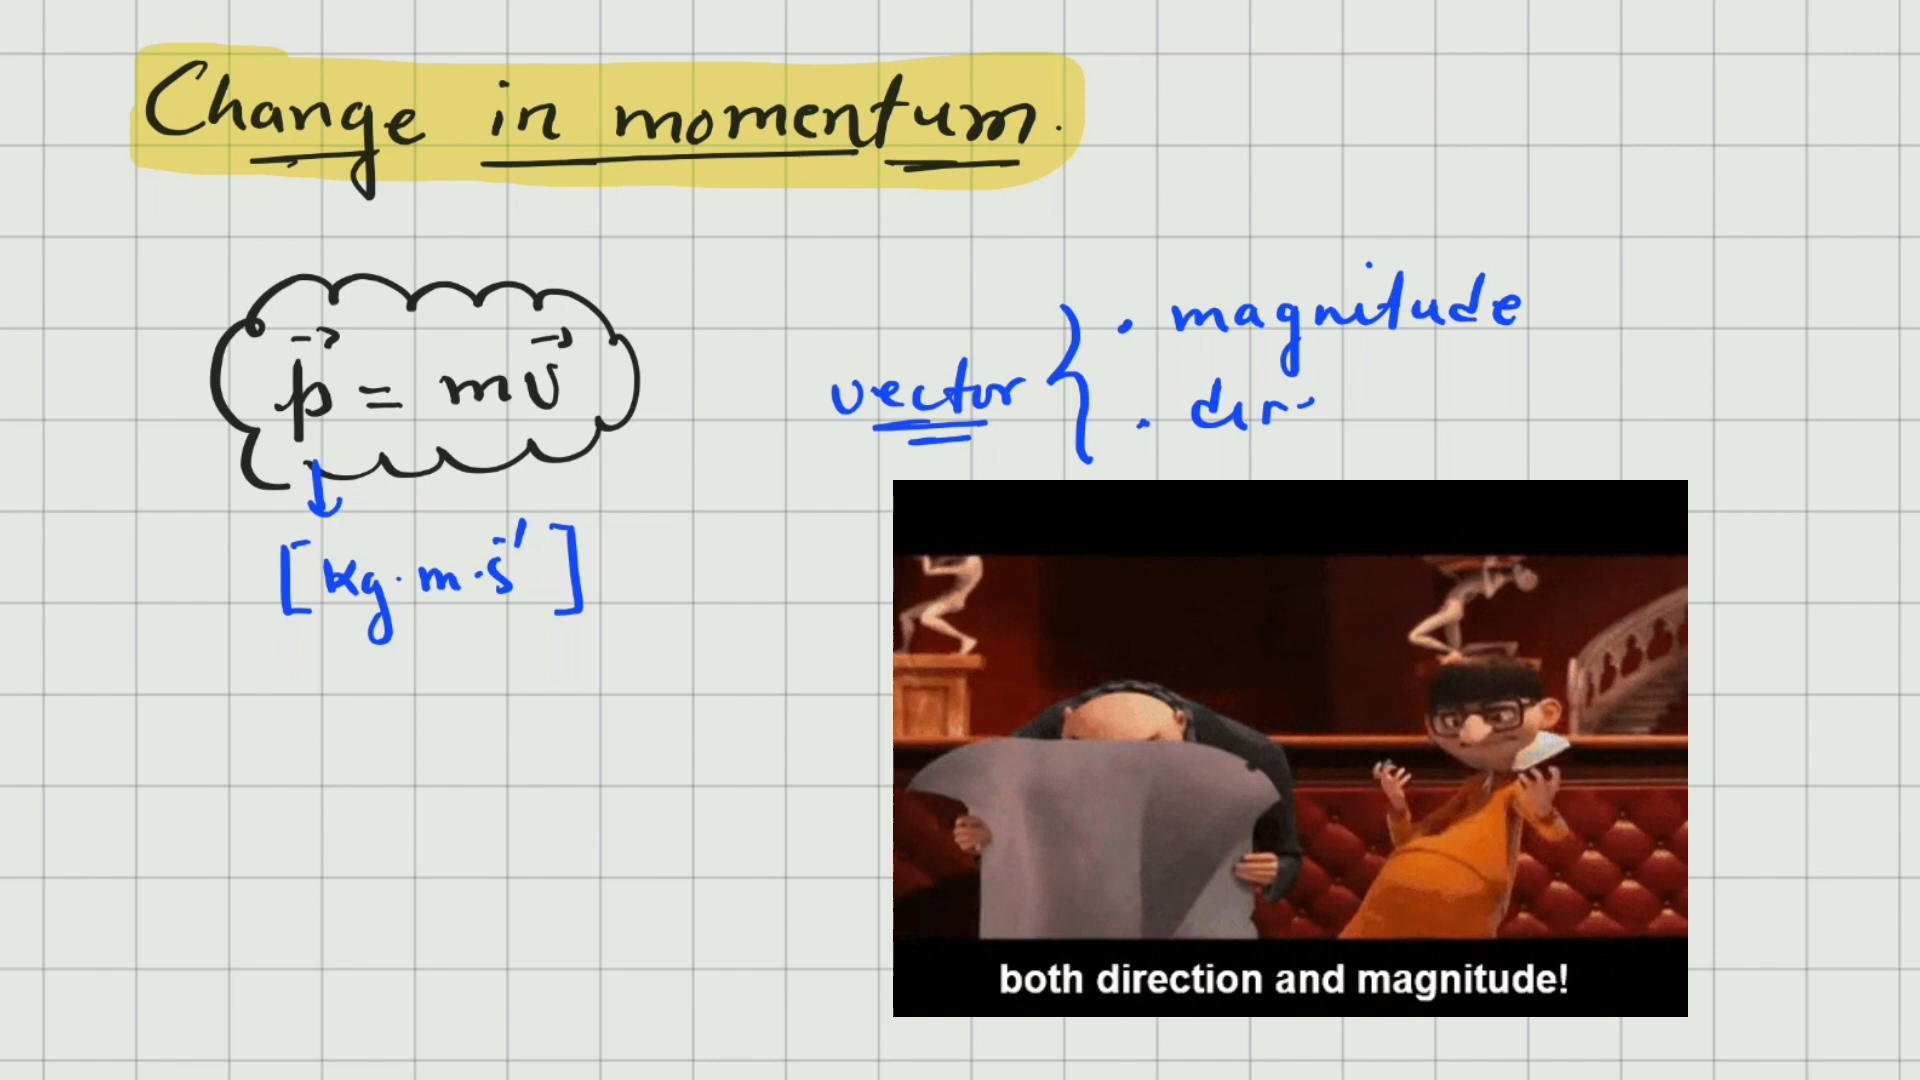 Change in momentum.
p⃗ = mv⃗
[kg·m·s⁻¹]
vector { · magnitude
· dir
both direction and magnitude!